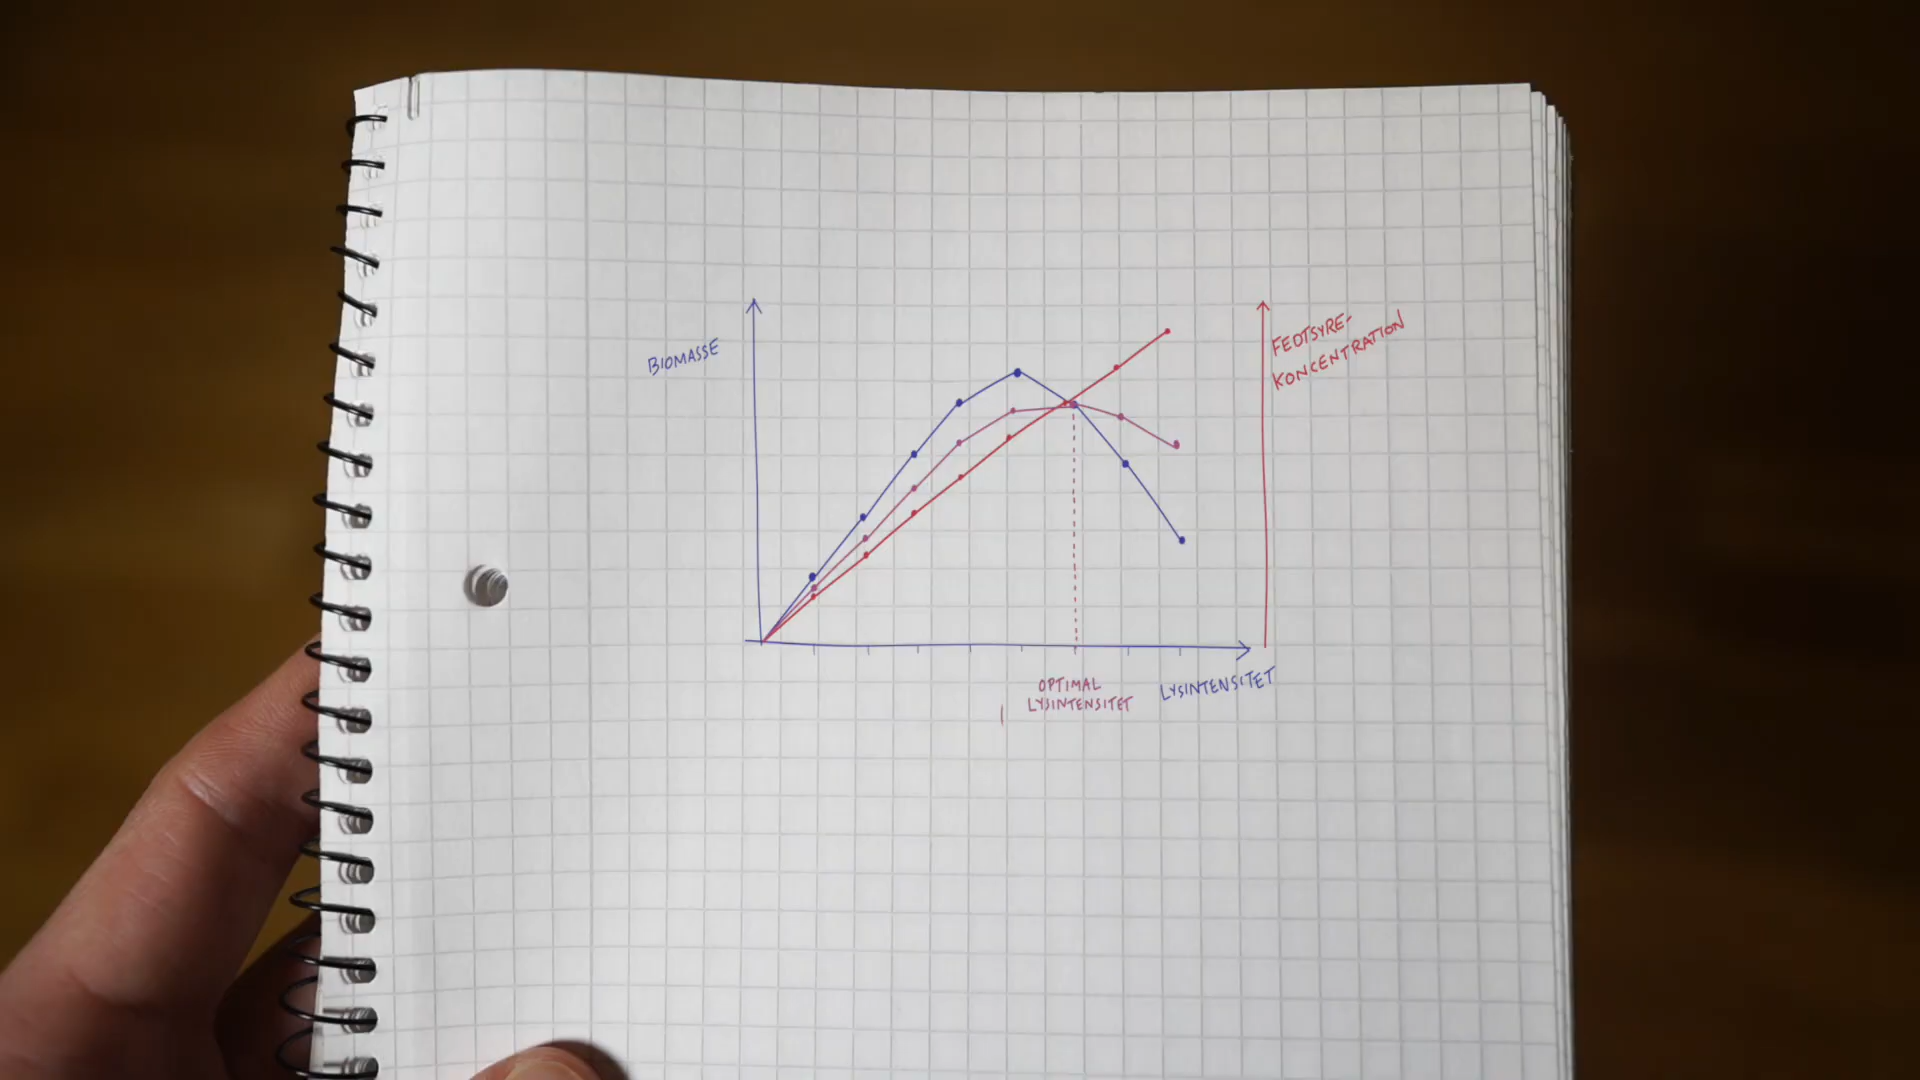 BIOMASSE
FEDTSYRE-
KONCENTRATION
OPTIMAL
LYSINTENSITET
LYSINTENSITET